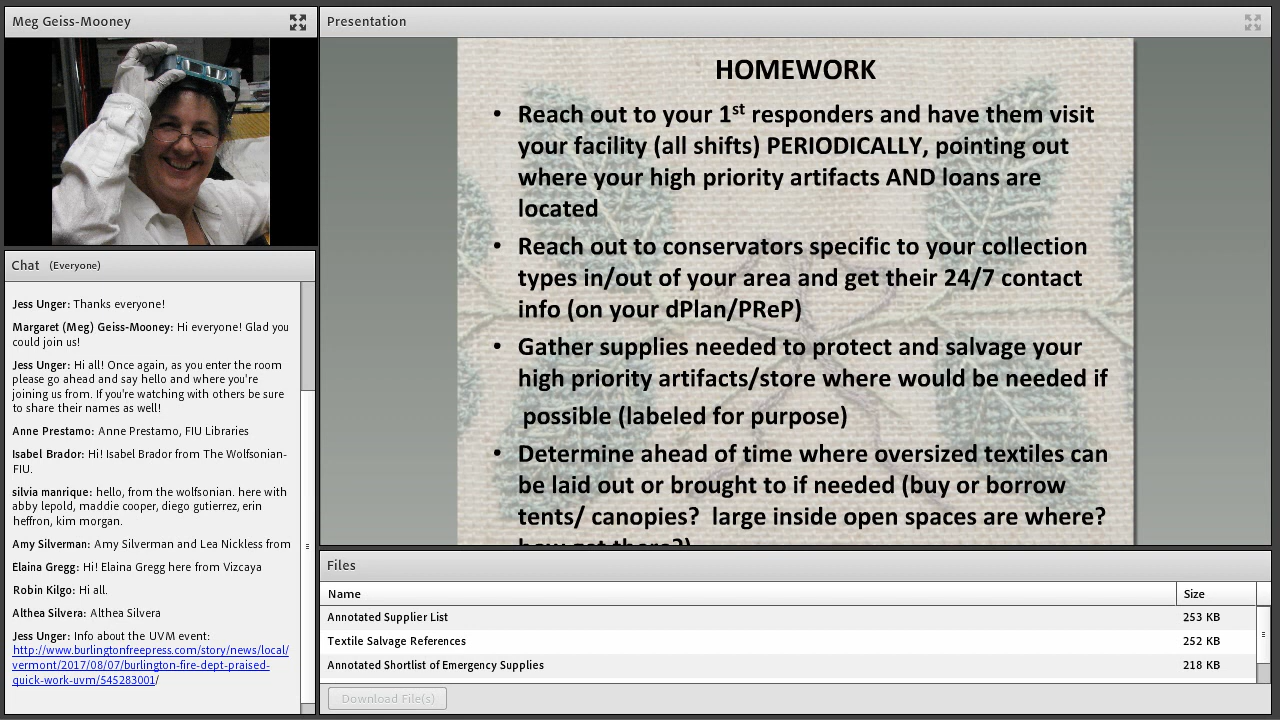 Meg Geiss-Mooney
Presentation
HOMEWORK
• Reach out to your 1st responders and have them visit
your facility (all shifts) PERIODICALLY, pointing out
where your high priority artifacts AND loans are
located
• Reach out to conservators specific to your collection
types in/out of your area and get their 24/7 contact
info (on your dPlan/PReP)
• Gather supplies needed to protect and salvage your
high priority artifacts/store where would be needed if
possible (labeled for purpose)
• Determine ahead of time where oversized textiles can
be laid out or brought to if needed (buy or borrow
tents/ canopies?  large inside open spaces are where?
how get there?)
Chat (Everyone)
Jess Unger: Thanks everyone!
Margaret (Meg) Geiss-Mooney: Hi everyone! Glad you
could join us!
Jess Unger: Hi all! Once again, as you enter the room
please go ahead and say hello and where you're
joining us from. If you're watching with others be sure
to share their names as well!
Anne Prestamo: Anne Prestamo, FIU Libraries
Isabel Brador: Hi! Isabel Brador from The Wolfsonian-
FIU.
silvia manrique: hello, from the wolfsonian. here with
abby lepold, maddie cooper, diego gutierrez, erin
heffron, kim morgan.
Amy Silverman: Amy Silverman and Lea Nickless from
Elaina Gregg: Hi! Elaina Gregg here from Vizcaya
Robin Kilgo: Hi all.
Althea Silvera: Althea Silvera
Jess Unger: Info about the UVM event:
http://www.burlingtonfreepress.com/story/news/local/
vermont/2017/08/07/burlington-fire-dept-praised-
quick-work-uvm/545283001/
Files
Name Size
Annotated Supplier List 253 KB
Textile Salvage References 252 KB
Annotated Shortlist of Emergency Supplies 218 KB
Download File(s)